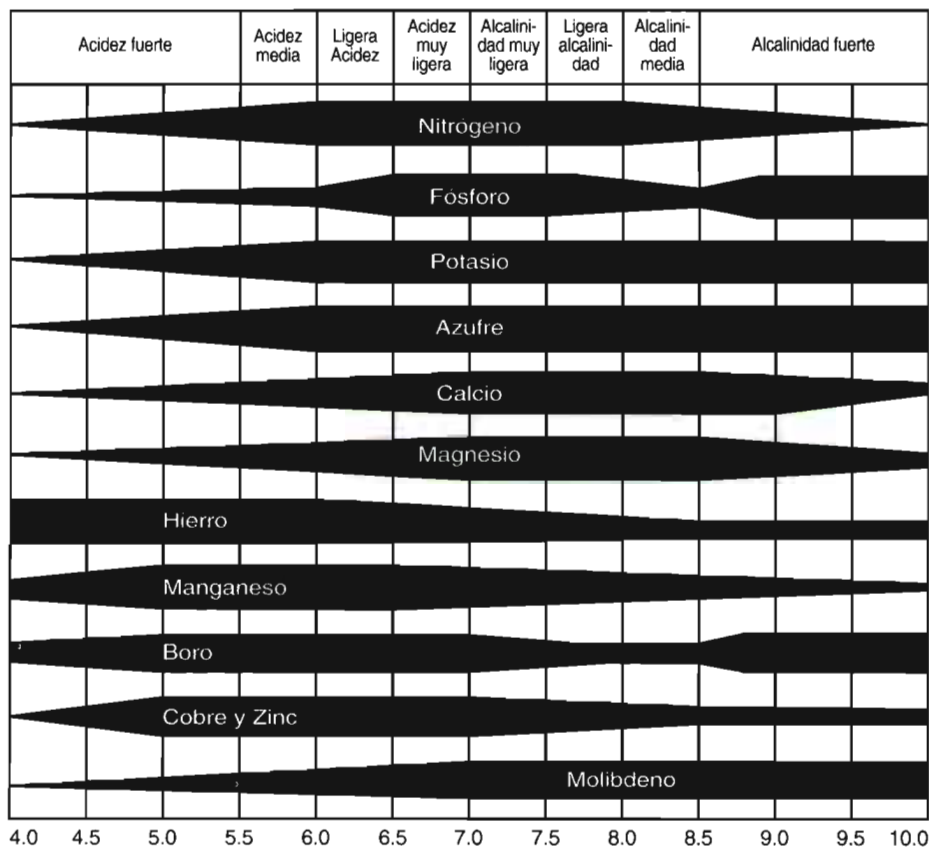 Acidez fuerte
Acidez
media
Ligera
Acidez
Acidez
muy
ligera
Alcalini-
dad muy
ligera
Ligera
alcalini-
dad
Alcalini-
dad
media
Alcalinidad fuerte
Nitrógeno
Fósforo
Potasio
Azufre
Calcio
Magnesio
Hierro
Manganeso
Boro
Cobre y Zinc
Molibdeno
4.0 4.5 5.0 5.5 6.0 6.5 7.0 7.5 8.0 8.5 9.0 9.5 10.0